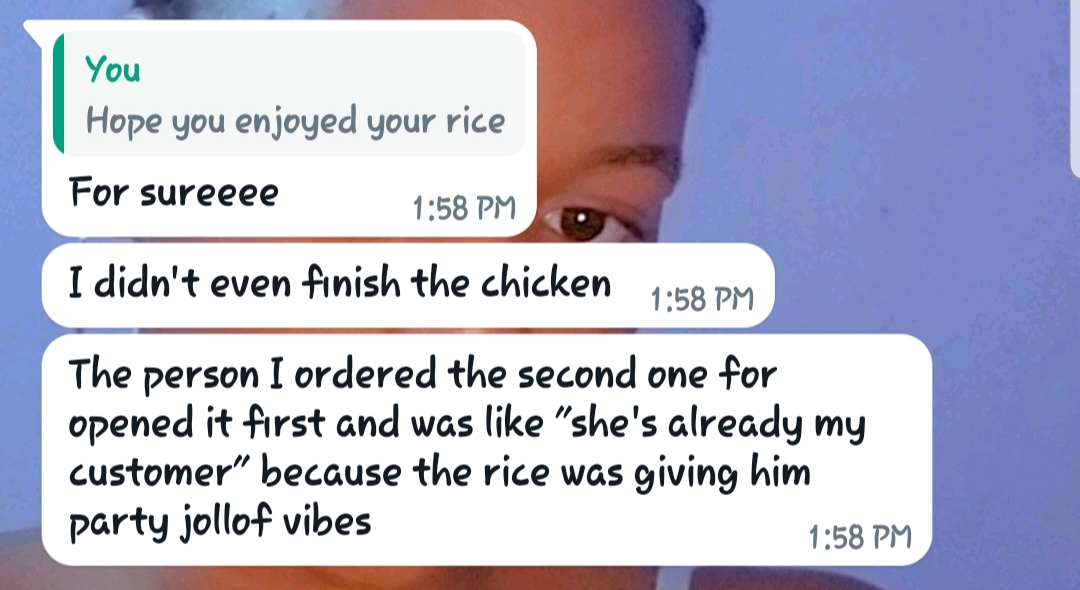 You
Hope you enjoyed your rice
For sureeee
1:58 PM
I didn't even finish the chicken
1:58 PM
The person I ordered the second one for
opened it first and was like "she's already my
customer" because the rice was giving him
party jollof vibes
1:58 PM